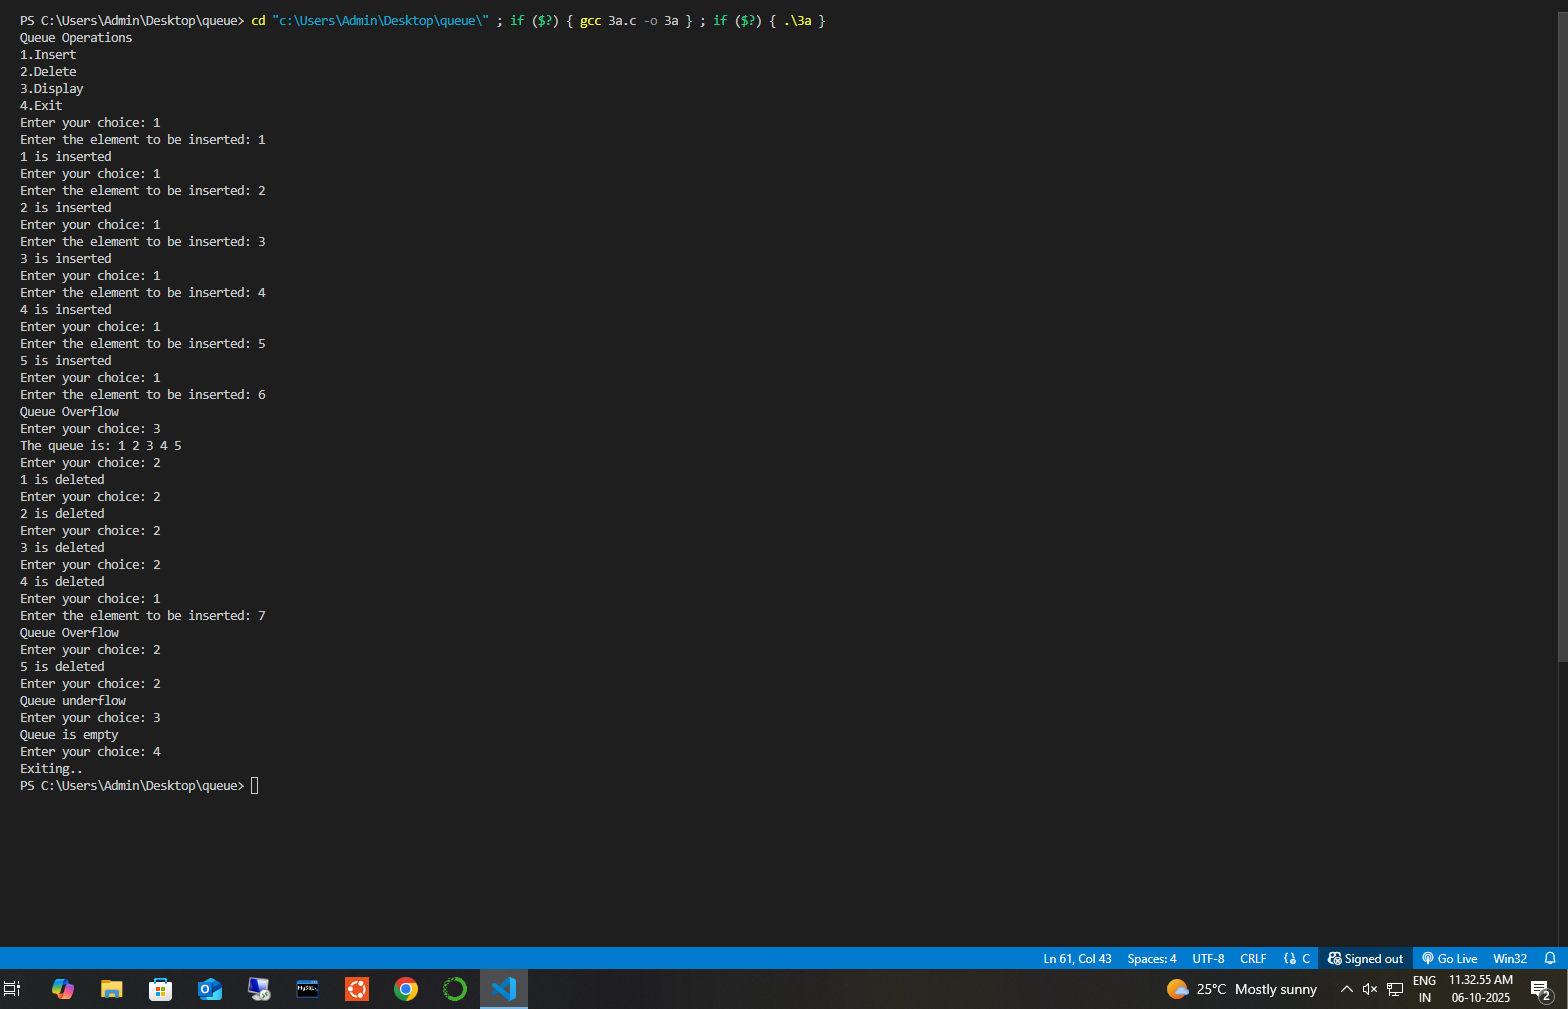 PS C:\Users\Admin\Desktop\queue> cd "c:\Users\Admin\Desktop\queue\" ; if ($?) { gcc 3a.c -o 3a } ; if ($?) { .\3a }
Queue Operations
1.Insert
2.Delete
3.Display
4.Exit
Enter your choice: 1
Enter the element to be inserted: 1
1 is inserted
Enter your choice: 1
Enter the element to be inserted: 2
2 is inserted
Enter your choice: 1
Enter the element to be inserted: 3
3 is inserted
Enter your choice: 1
Enter the element to be inserted: 4
4 is inserted
Enter your choice: 1
Enter the element to be inserted: 5
5 is inserted
Enter your choice: 1
Enter the element to be inserted: 6
Queue Overflow
Enter your choice: 3
The queue is: 1 2 3 4 5
Enter your choice: 2
1 is deleted
Enter your choice: 2
2 is deleted
Enter your choice: 2
3 is deleted
Enter your choice: 2
4 is deleted
Enter your choice: 1
Enter the element to be inserted: 7
Queue Overflow
Enter your choice: 2
5 is deleted
Enter your choice: 2
Queue underflow
Enter your choice: 3
Queue is empty
Enter your choice: 4
Exiting..
PS C:\Users\Admin\Desktop\queue>
Ln 61, Col 43 Spaces: 4 UTF-8 CRLF {} C Signed out Go Live Win32
MySQL
25°C Mostly sunny
ENG
IN
11.32.55 AM
06-10-2025
2